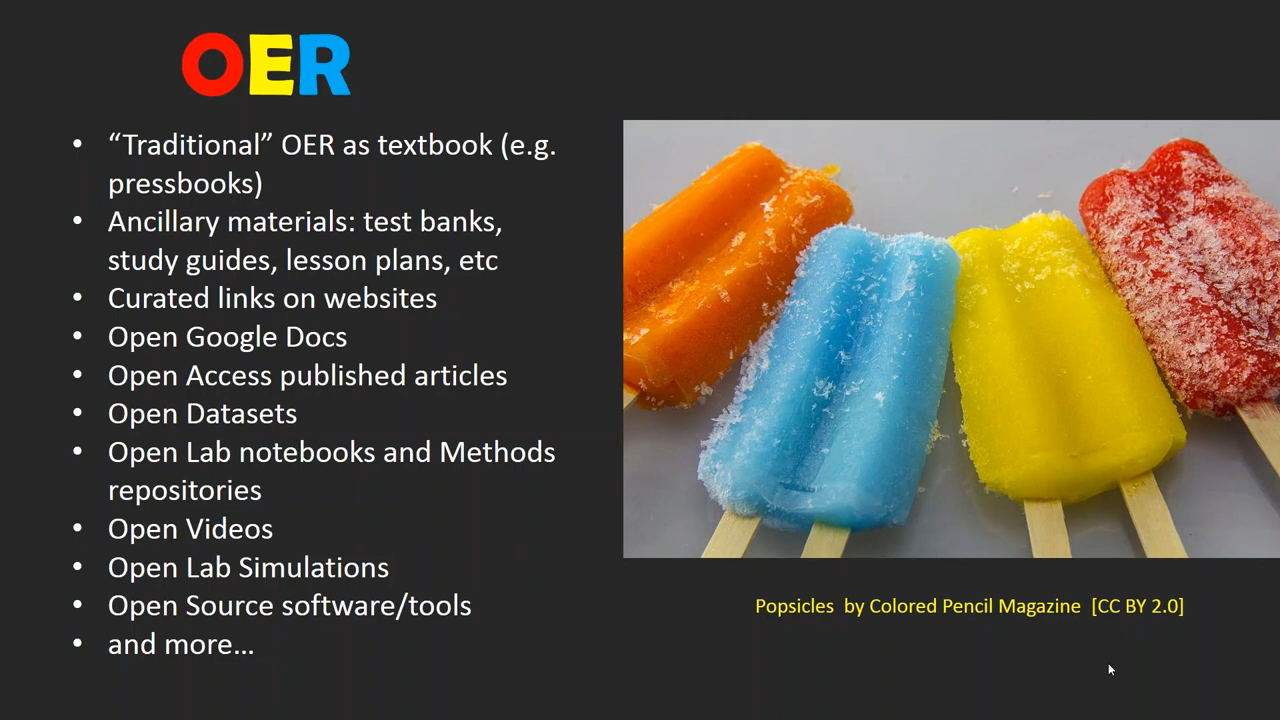 OER
• “Traditional” OER as textbook (e.g.
pressbooks)
• Ancillary materials: test banks,
study guides, lesson plans, etc
• Curated links on websites
• Open Google Docs
• Open Access published articles
• Open Datasets
• Open Lab notebooks and Methods
repositories
• Open Videos
• Open Lab Simulations
• Open Source software/tools
• and more…
Popsicles by Colored Pencil Magazine [CC BY 2.0]